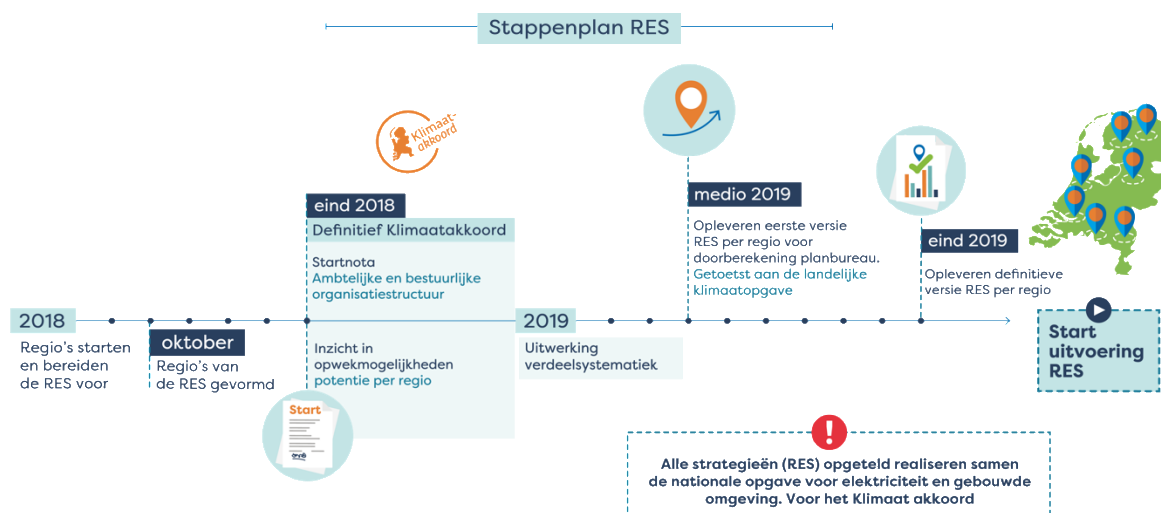 Stappenplan RES
Klimaat-
akkoord
eind 2018
Definitief Klimaatakkoord
Startnota
Ambtelijke en bestuurlijke
organisatiestructuur
medio 2019
Opleveren eerste versie
RES per regio voor
doorberekening planbureau.
Getoetst aan de landelijke
klimaatopgave
eind 2019
Opleveren definitieve
versie RES per regio
2018
Regio's starten
en bereiden
de RES voor
oktober
Regio's van
de RES gevormd
Inzicht in
opwekmogelijkheden
potentie per regio
Start
2019
Uitwerking
verdeelsystematiek
Start
uitvoering
RES
Alle strategieën (RES) opgeteld realiseren samen
de nationale opgave voor elektriciteit en gebouwde
omgeving. Voor het Klimaat akkoord